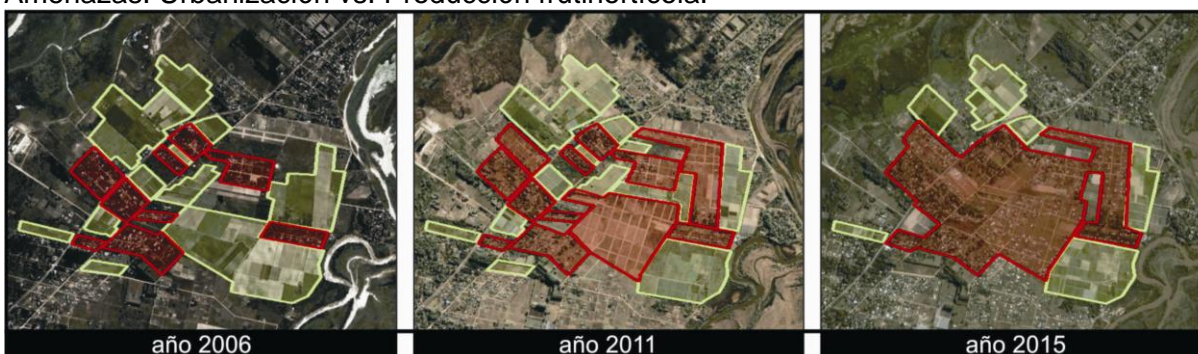 Amenazas. Urbanización vs. Producción frutihortícola.
año 2006
año 2011
año 2015